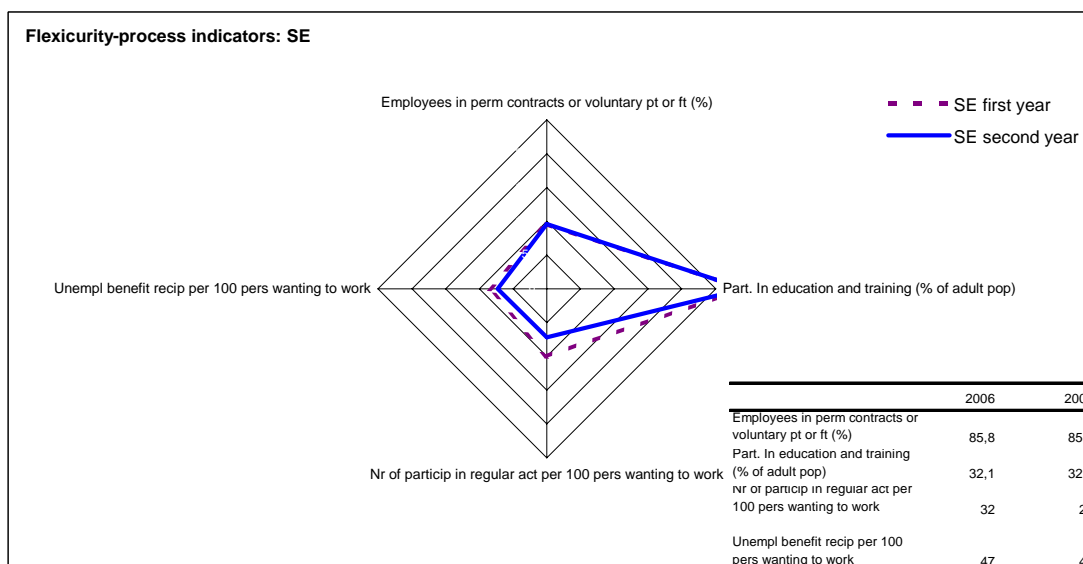 Flexicurity-process indicators: SE
Employees in perm contracts or voluntary pt or ft (%)
SE first year
SE second year
Unempl benefit recip per 100 pers wanting to work
Part. In education and training (% of adult pop)
Nr of particip in regular act per 100 pers wanting to work
2006 200
Employees in perm contracts or
voluntary pt or ft (%) 85,8 85
Part. In education and training
(% of adult pop) 32,1 32
Nr of particip in regular act per
100 pers wanting to work 32 2
Unempl benefit recip per 100
pers wanting to work 47 4